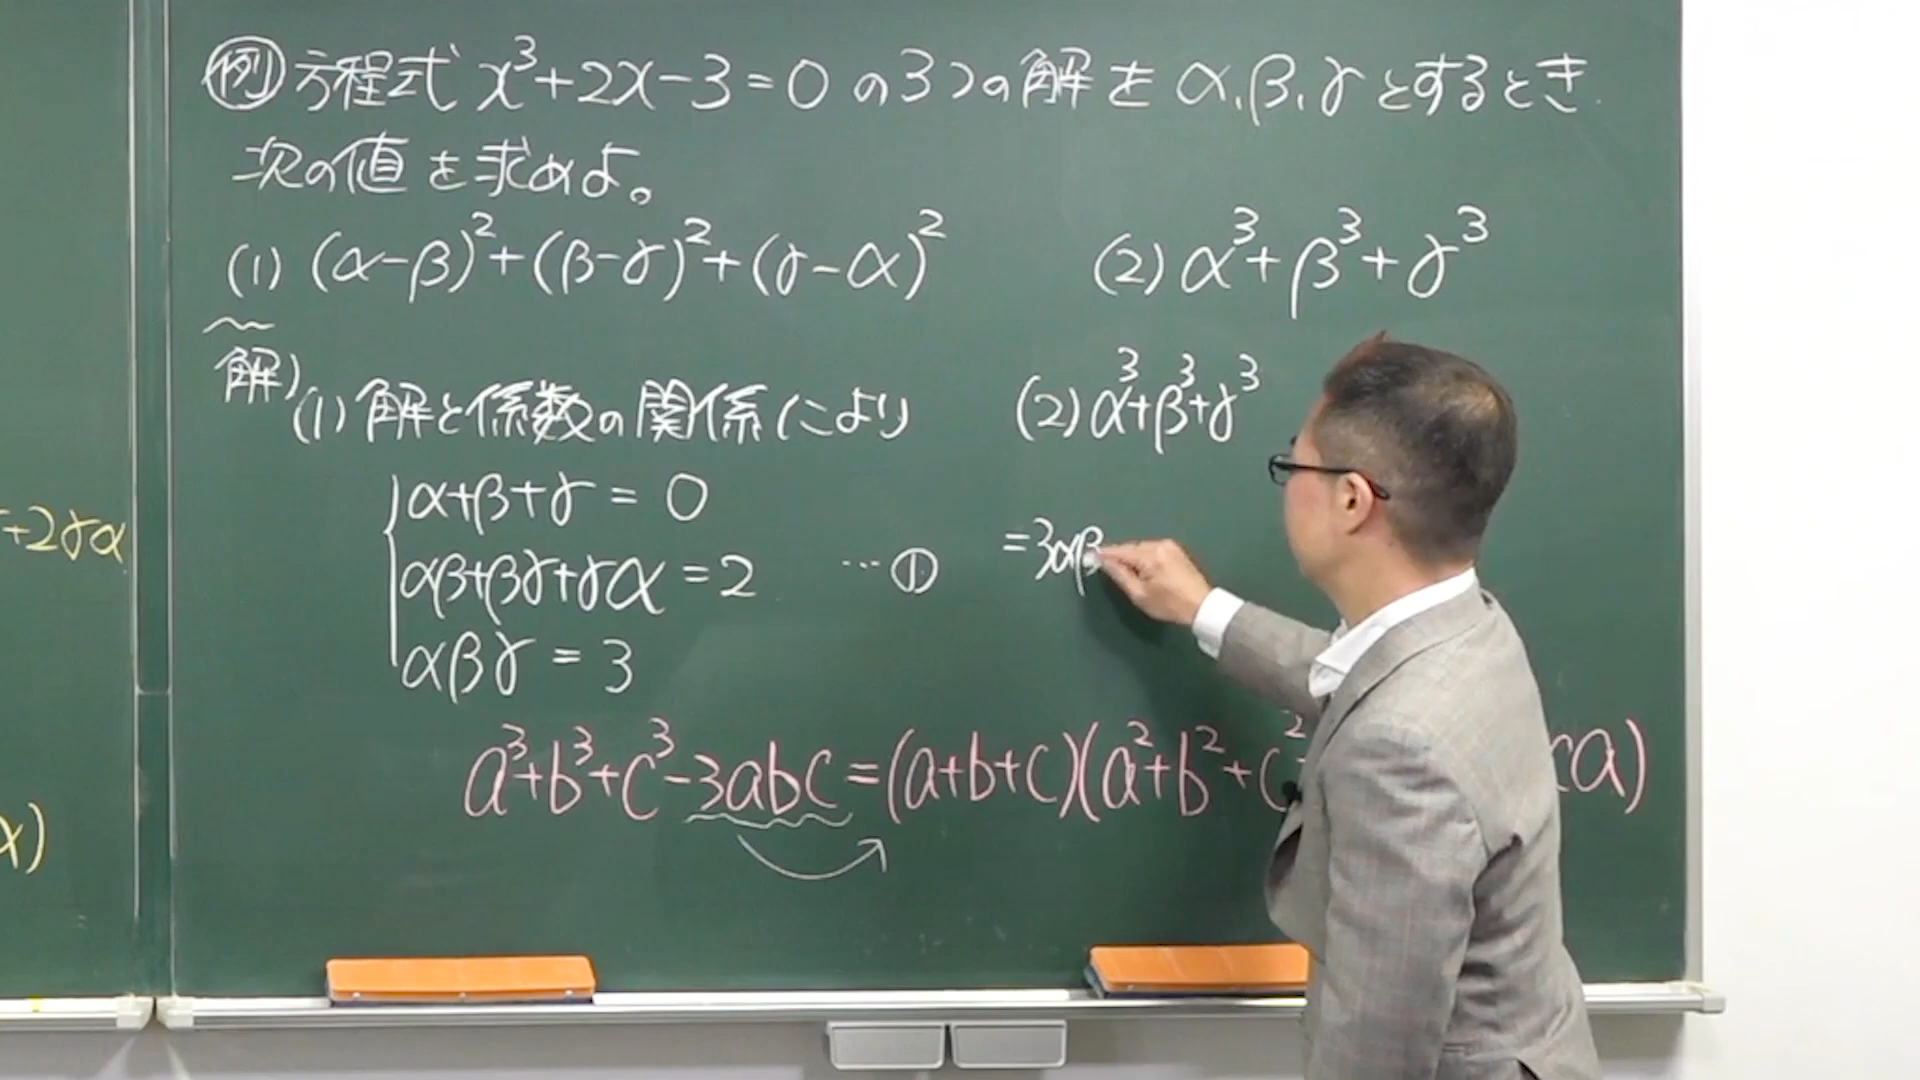 例 方程式 x³+2x-3=0 の3つの解を α, β, γ とするとき
次の値を求めよ。
(1) (α-β)²+(β-γ)²+(γ-α)²
(2) α³+β³+γ³
解) (1) 解と係数の関係により
α+β+γ = 0
αβ+βγ+γα = 2 …①
αβγ = 3
(2) α³+β³+γ³
=3αβ
a³+b³+c³-3abc=(a+b+c)(a²+b²+c² ca)
+2γα
)